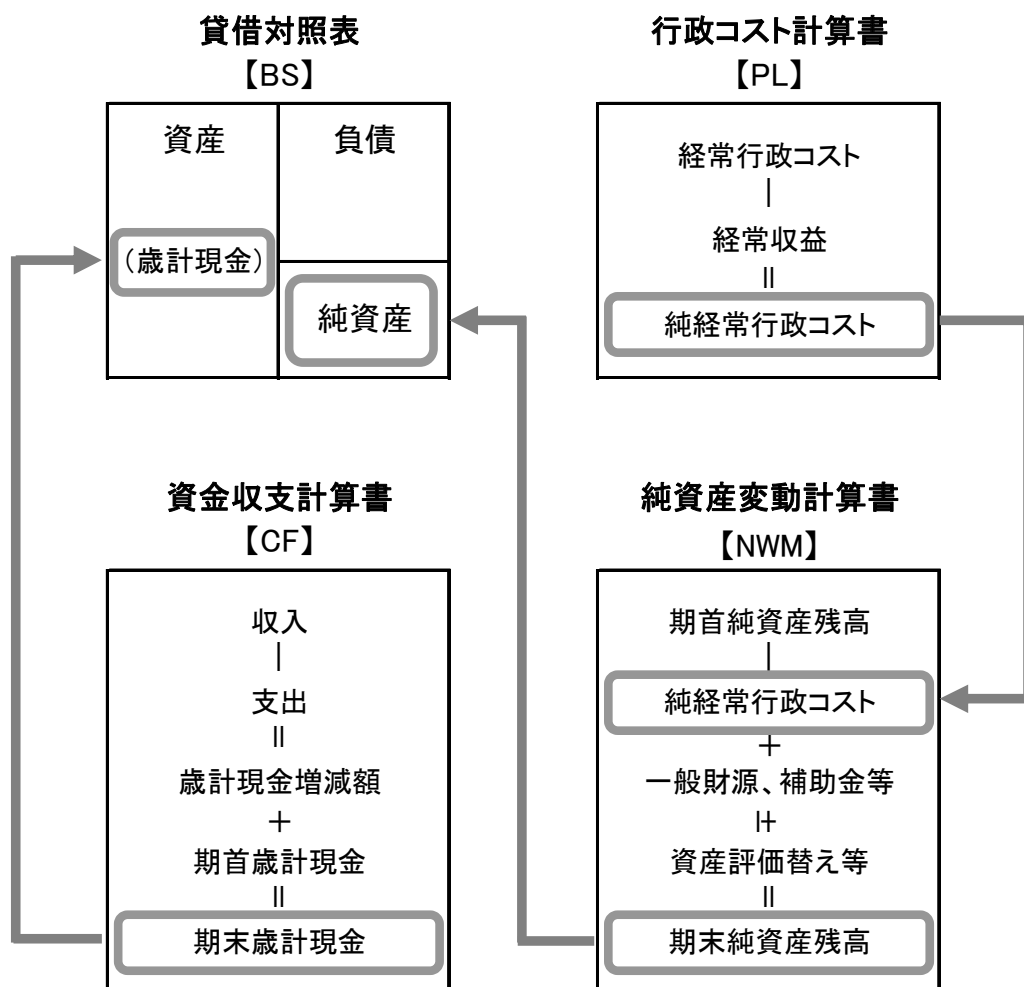 貸借対照表
【BS】
資産
負債
(歳計現金)
純資産
行政コスト計算書
【PL】
経常行政コスト
|
経常収益
||
純経常行政コスト
資金収支計算書
【CF】
収入
|
支出
||
歳計現金増減額
+
期首歳計現金
||
期末歳計現金
純資産変動計算書
【NWM】
期首純資産残高
|
純経常行政コスト
+
一般財源、補助金等
|+
資産評価替え等
||
期末純資産残高